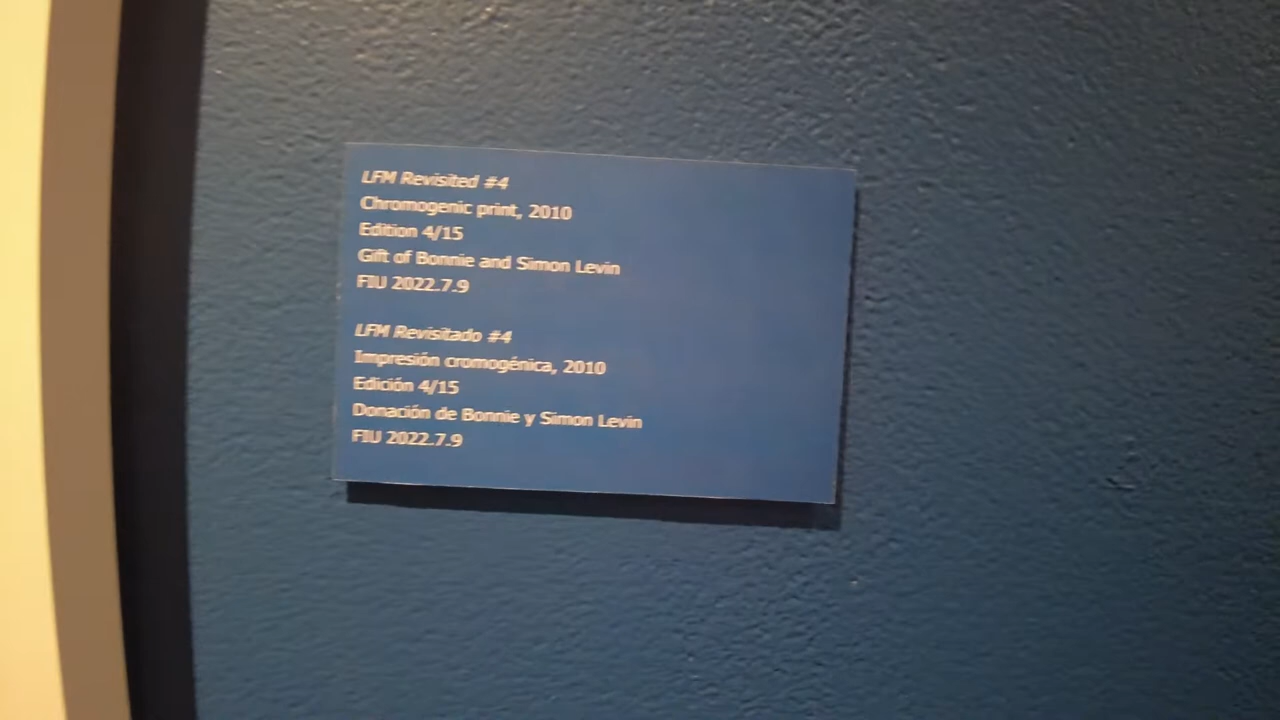 LFM Revisited #4
Chromogenic print, 2010
Edition 4/15
Gift of Bonnie and Simon Levin
FIU 2022.7.9
LFM Revisitado #4
Impresión cromogénica, 2010
Edición 4/15
Donación de Bonnie y Simon Levin
FIU 2022.7.9